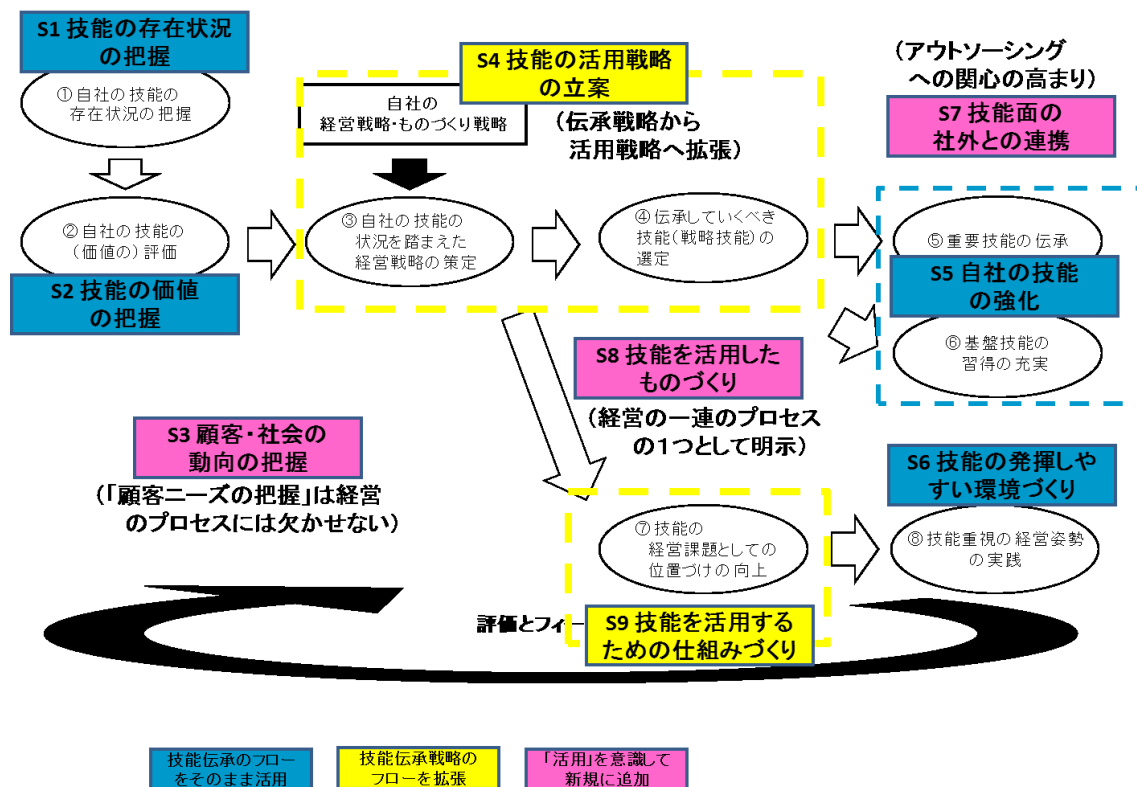 S1 技能の存在状況
の把握
①自社の技能の
存在状況の把握
S4 技能の活用戦略
の立案
自社の
経営戦略・ものづくり戦略
(伝承戦略から
活用戦略へ拡張)
(アウトソーシング
への関心の高まり)
S7 技能面の
社外との連携
②自社の技能の
(価値の)評価
S2 技能の価値
の把握
③自社の技能の
状況を踏まえた
経営戦略の策定
④伝承していくべき
技能(戦略技能)の
選定
⑤重要技能の伝承
S5 自社の技能
の強化
⑥基盤技能の
習得の充実
S8 技能を活用した
ものづくり
(経営の一連のプロセス
の1つとして明示)
S3 顧客・社会の
動向の把握
(「顧客ニーズの把握」は経営
のプロセスには欠かせない)
S6 技能の発揮しや
すい環境づくり
⑦技能の
経営課題としての
位置づけの向上
⑧技能重視の経営姿勢
の実践
評価とフィー
S9 技能を活用する
ための仕組みづくり
技能伝承のフロー
をそのまま活用
技能伝承戦略の
フローを拡張
「活用」を意識して
新規に追加